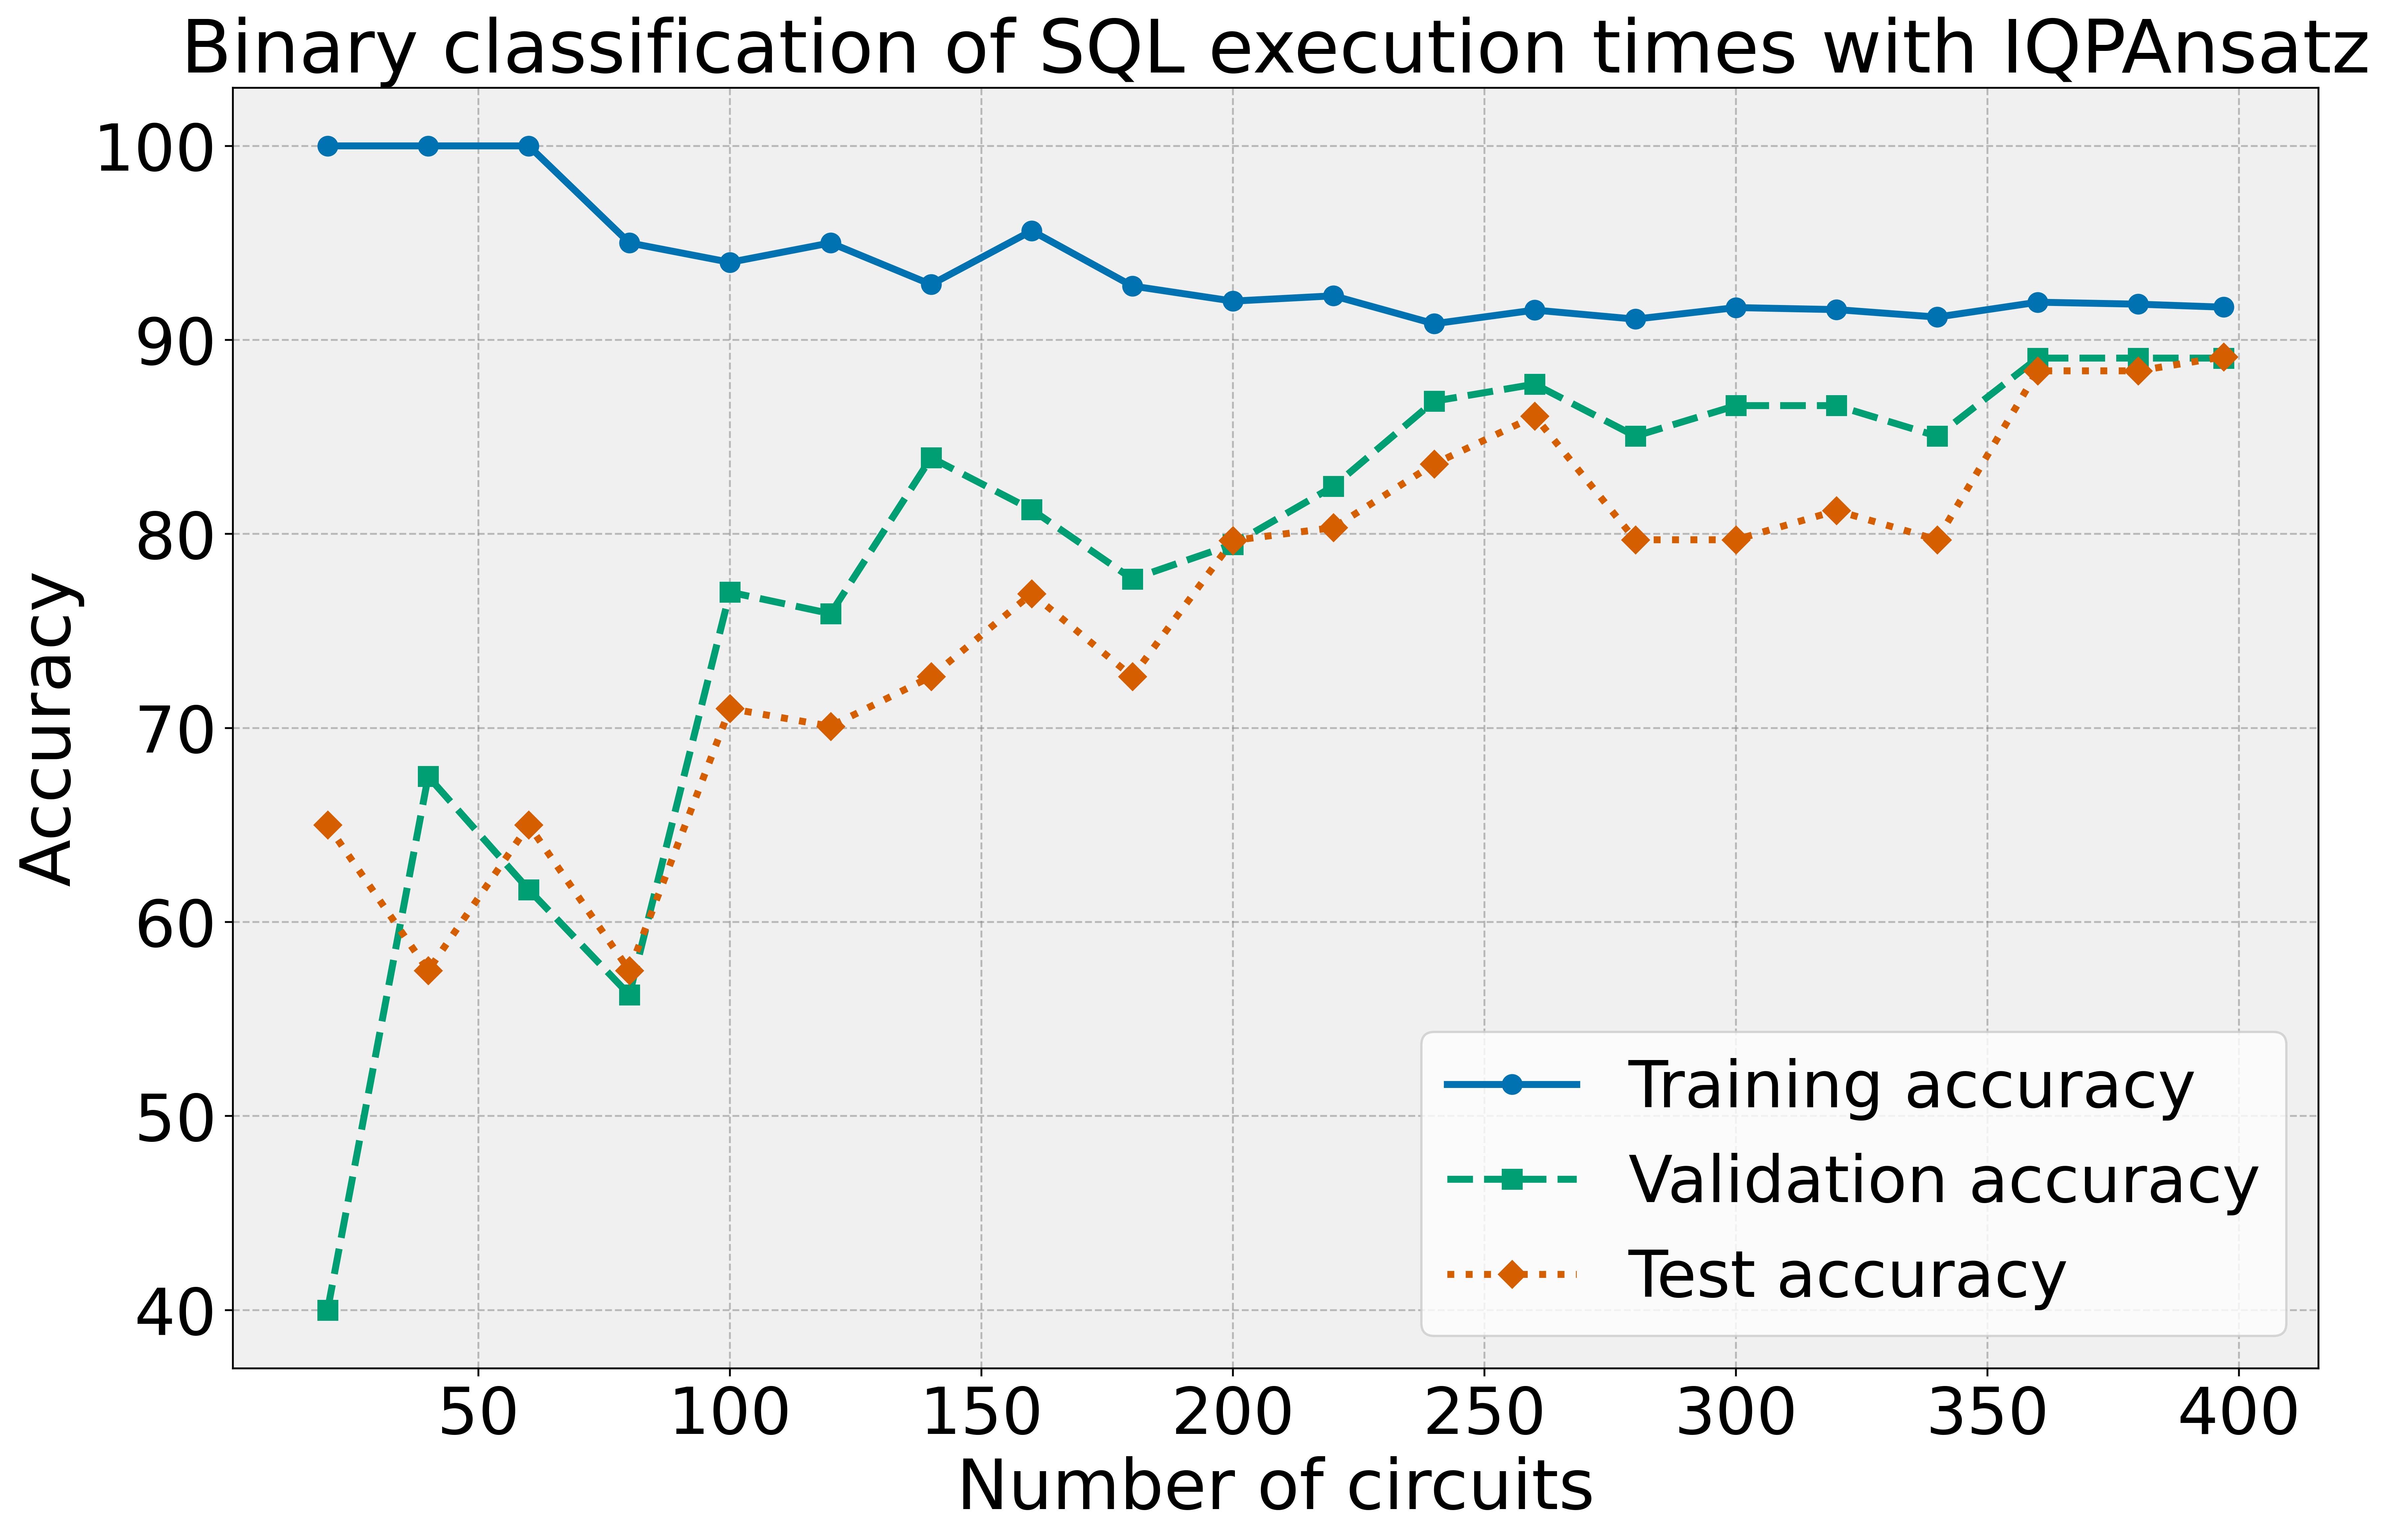 Binary classification of SQL execution times with IQPAnsatz
100
90
80
70
60
50
40
Accuracy
Training accuracy
Validation accuracy
Test accuracy
50 100 150 200 250 300 350 400
Number of circuits